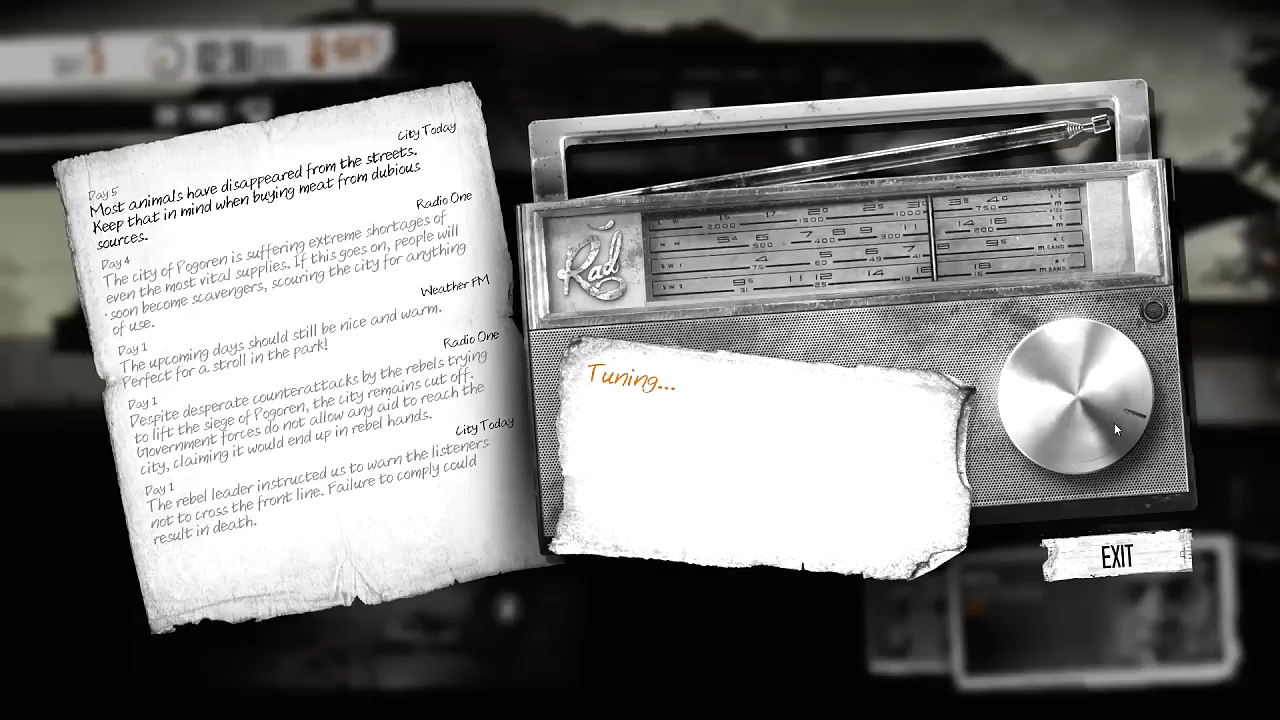 City Today
Day 5
Most animals have disappeared from the streets.
Keep that in mind when buying meat from dubious
sources.
Radio One
Day 4
The city of Pogoren is suffering extreme shortages of
even the most vital supplies. If this goes on, people will
soon become scavengers, scouring the city for anything
of use.
Weather FM
Day 1
The upcoming days should still be nice and warm.
Perfect for a stroll in the park!
Radio One
Day 1
Despite desperate counterattacks by the rebels trying
to lift the siege of Pogoren, the city remains cut off.
Government forces do not allow any aid to reach the
city, claiming it would end up in rebel hands.
City Today
Day 1
The rebel leader instructed us to warn the listeners
not to cross the front line. Failure to comply could
result in death.
Rad
Tuning...
EXIT